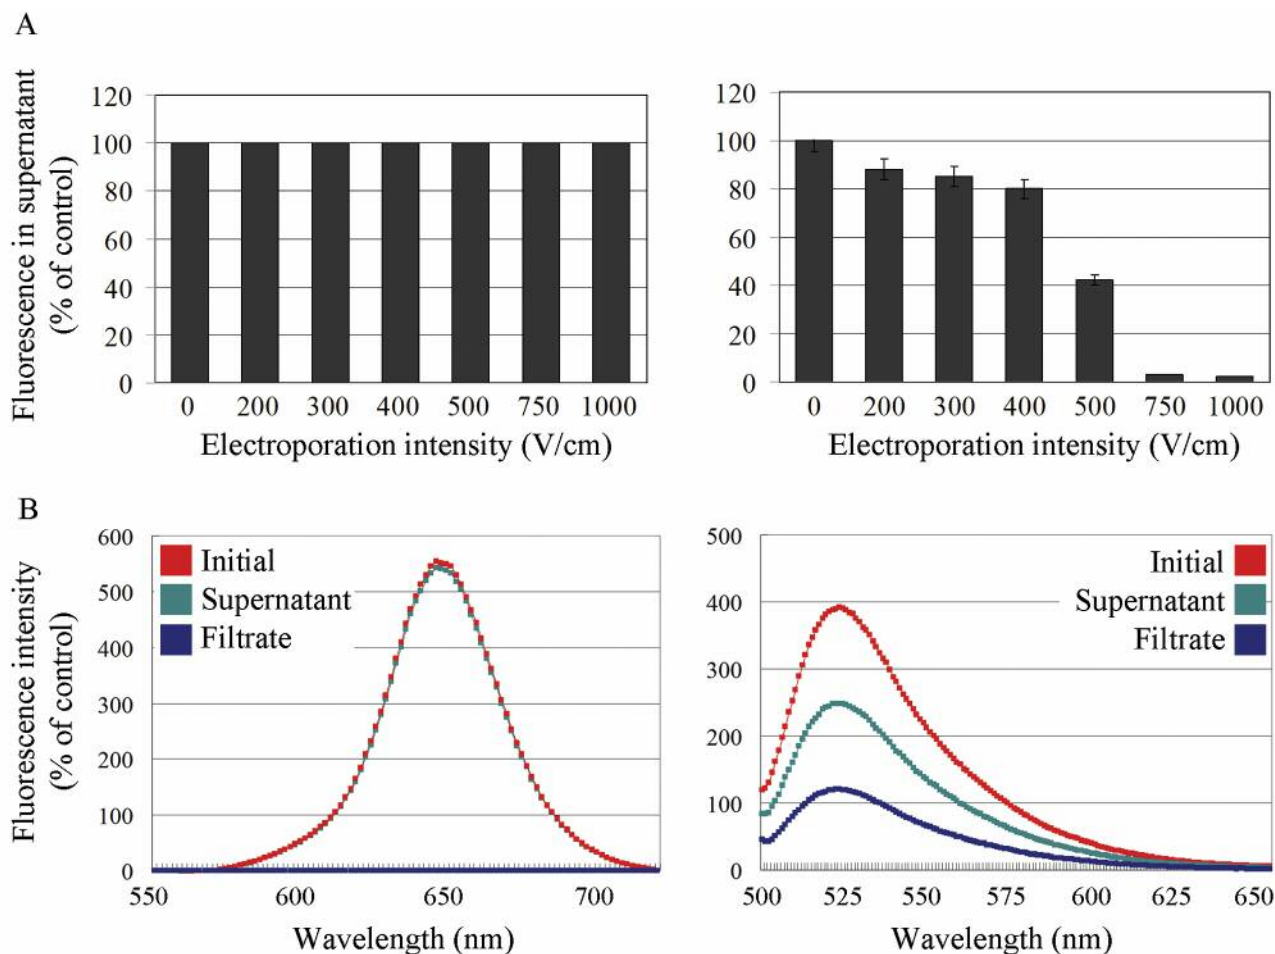 A
Fluorescence in supernatant
(% of control)
120
100
80
60
40
20
0
0 200 300 400 500 750 1000
Electroporation intensity (V/cm)
120
100
80
60
40
20
0
0 200 300 400 500 750 1000
Electroporation intensity (V/cm)
B
Fluorescence intensity
(% of control)
600
500
400
300
200
100
0
Initial
Supernatant
Filtrate
550 600 650 700
Wavelength (nm)
500
400
300
200
100
0
Initial
Supernatant
Filtrate
500 525 550 575 600 625 650
Wavelength (nm)